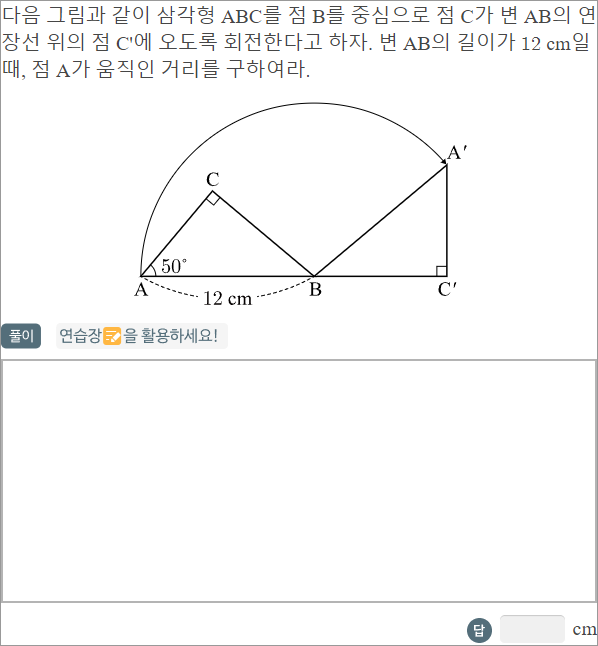 다음 그림과 같이 삼각형 ABC를 점 B를 중심으로 점 C가 변 AB의 연
장선 위의 점 C'에 오도록 회전한다고 하자. 변 AB의 길이가 12 cm일
때, 점 A가 움직인 거리를 구하여라.
A′
C
50°
A
B
C′
12 cm
풀이
연습장📝을 활용하세요!
답
cm